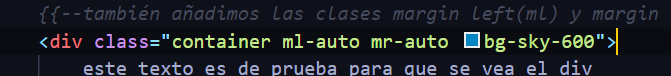 {{--también añadimos las clases margin left(ml) y margin
<div class="container ml-auto mr-auto bg-sky-600">
este texto es de prueba para que se vea el div